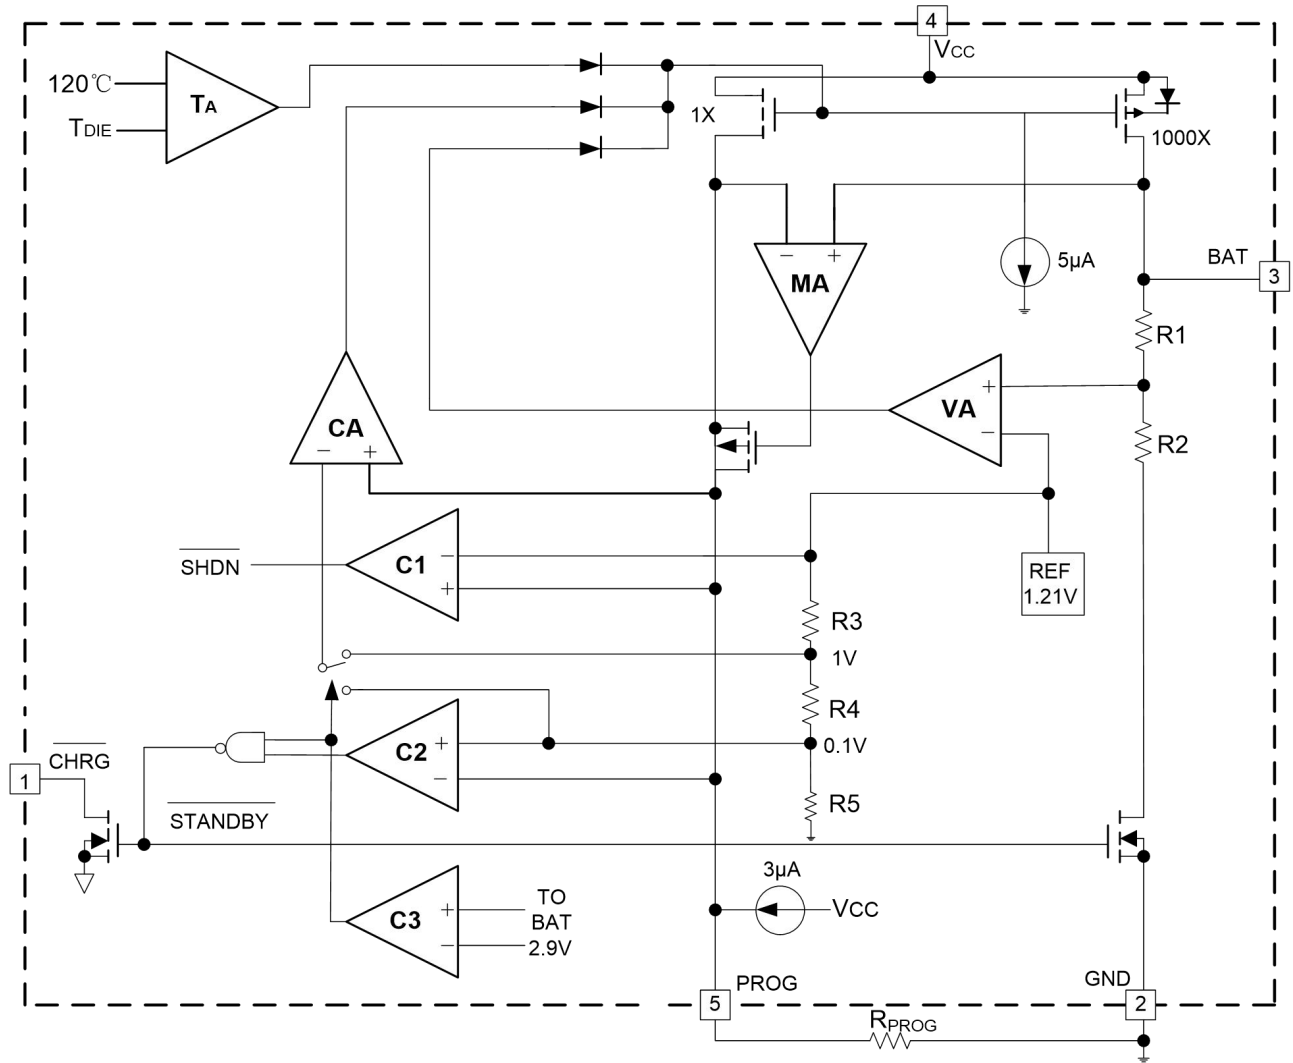 4
VCC
120℃
TA
TDIE
1X
1000X
− +
MA
5μA
BAT
3
R1
+
VA
−
R2
CA
− +
SHDN
C1
−
+
REF
1.21V
R3
1V
R4
0.1V
C2
+
−
R5
CHRG
1
STANDBY
3μA
VCC
C3
+
−
TO
BAT
2.9V
PROG
5
GND
2
RPROG